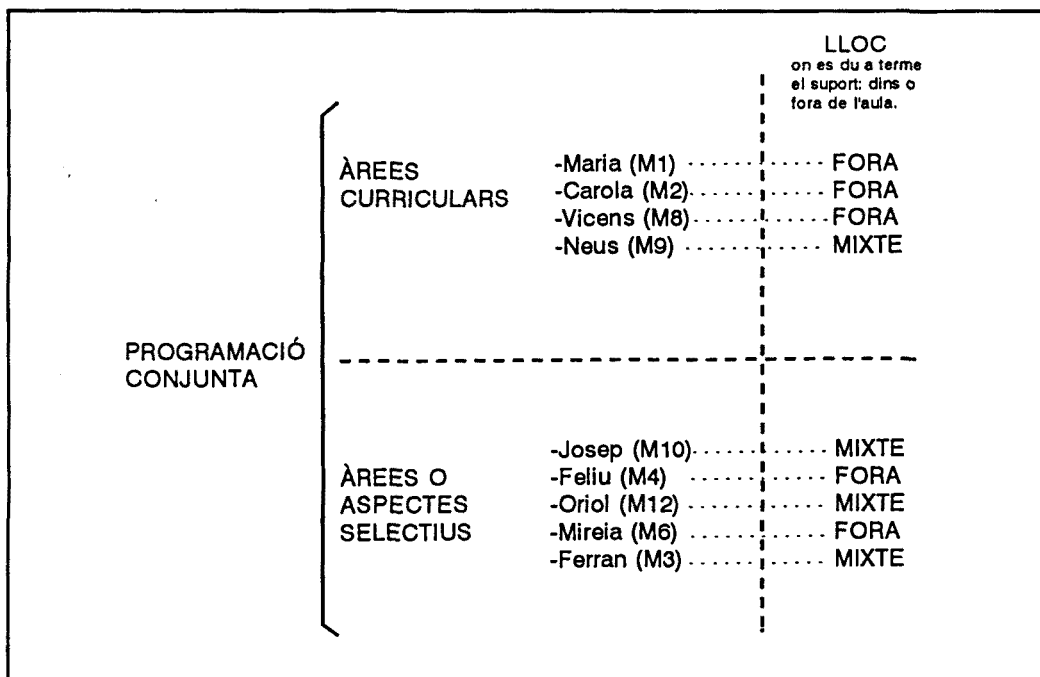 LLOC
on es du a terme
el suport: dins o
fora de l'aula.
ÀREES
CURRICULARS
-Maria (M1) ............... FORA
-Carola (M2) ............... FORA
-Vicens (M8) ............... FORA
-Neus (M9) ............... MIXTE
PROGRAMACIÓ
CONJUNTA
ÀREES O
ASPECTES
SELECTIUS
-Josep (M10) ............... MIXTE
-Feliu (M4) ............... FORA
-Oriol (M12) ............... MIXTE
-Mireia (M6) ............... FORA
-Ferran (M3) ............... MIXTE